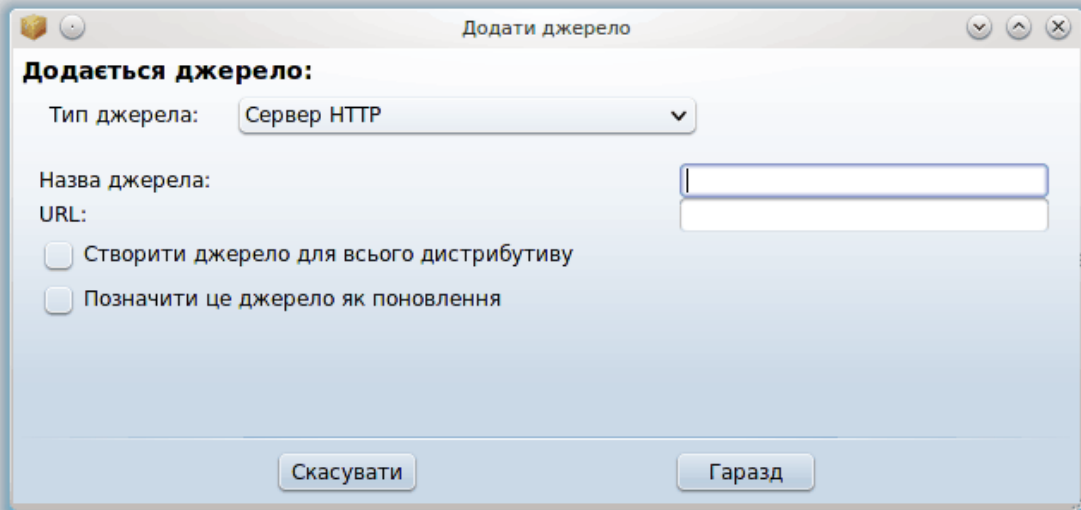 Додати джерело
Додається джерело:
Тип джерела: Сервер HTTP
Назва джерела:
URL:
Створити джерело для всього дистрибутиву
Позначити це джерело як поновлення
Скасувати Гаразд